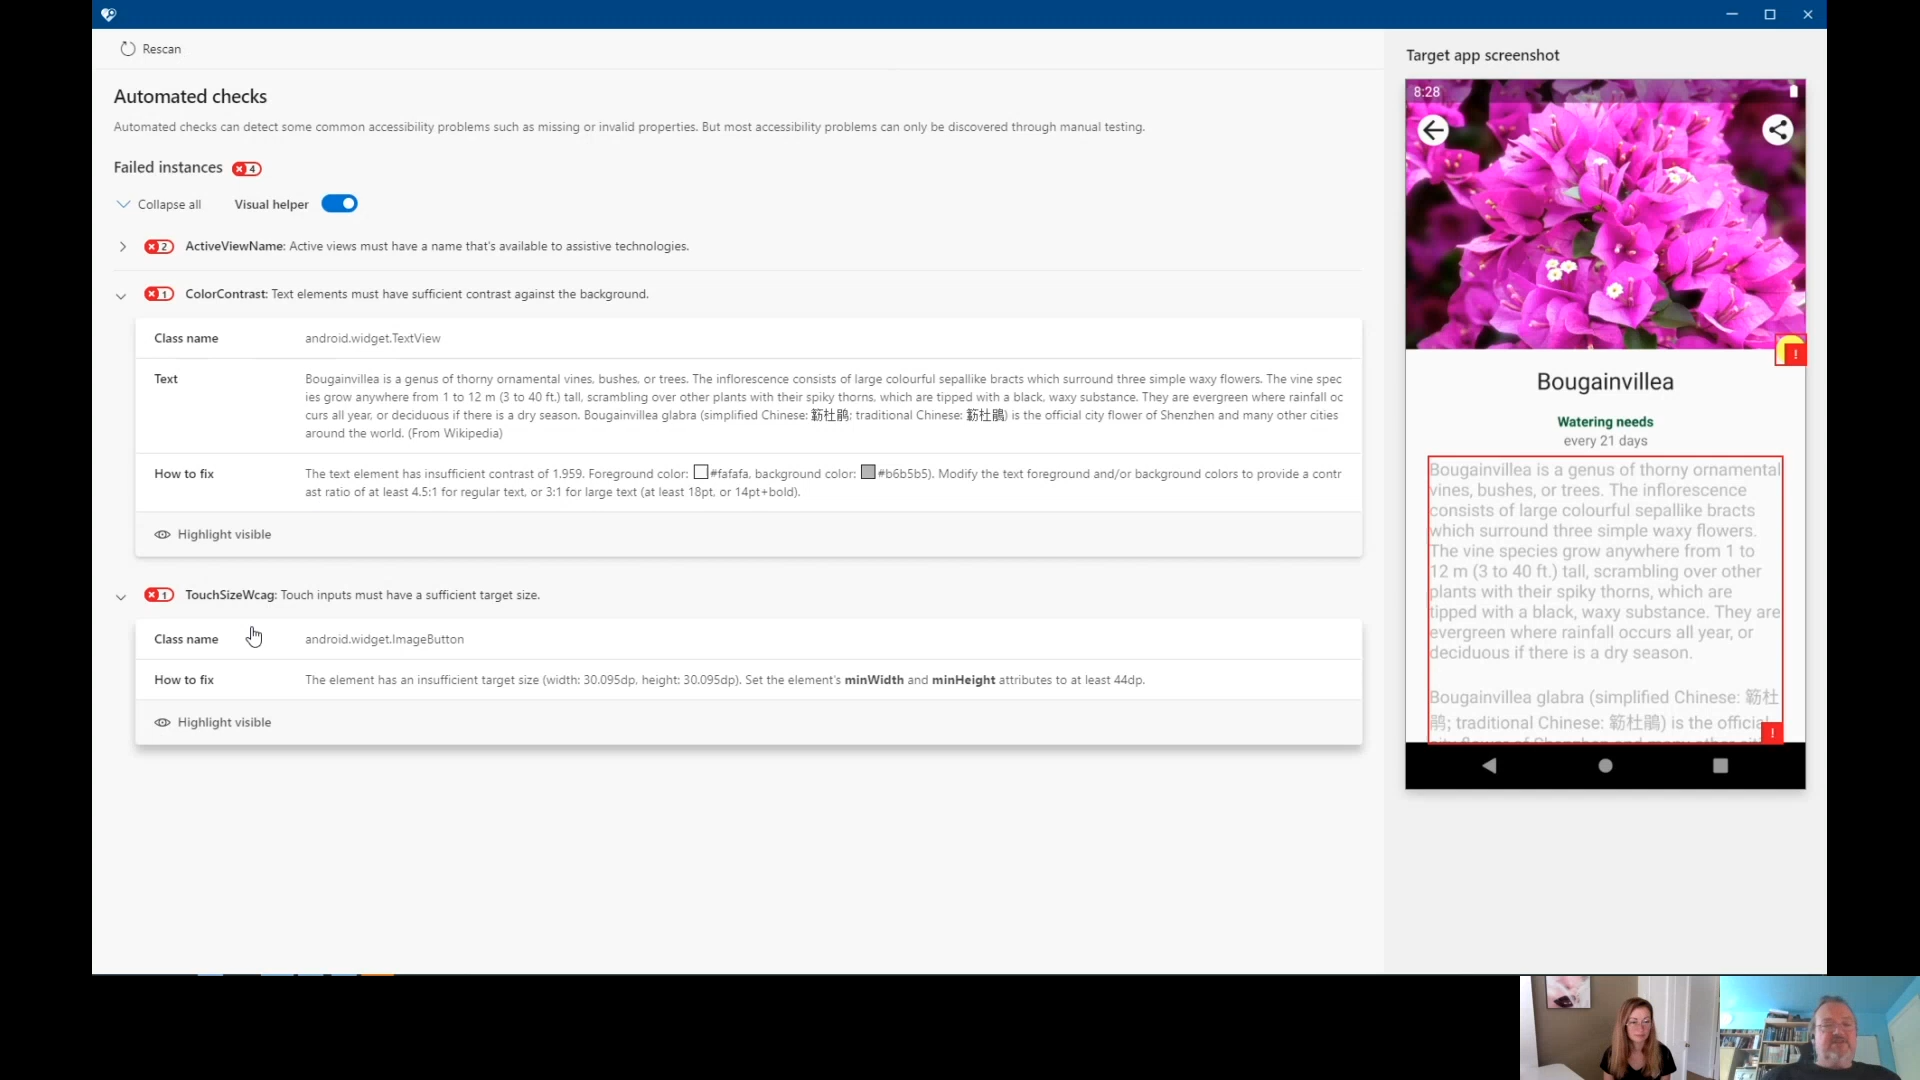 Rescan
Automated checks
Automated checks can detect some common accessibility problems such as missing or invalid properties. But most accessibility problems can only be discovered through manual testing.
Failed instances 4
Collapse all Visual helper
2 ActiveViewName: Active views must have a name that's available to assistive technologies.
1 ColorContrast: Text elements must have sufficient contrast against the background.
Class name android.widget.TextView
Text Bougainvillea is a genus of thorny ornamental vines, bushes, or trees. The inflorescence consists of large colourful sepallike bracts which surround three simple waxy flowers. The vine spec
ies grow anywhere from 1 to 12 m (3 to 40 ft.) tall, scrambling over other plants with their spiky thorns, which are tipped with a black, waxy substance. They are evergreen where rainfall oc
curs all year, or deciduous if there is a dry season. Bougainvillea glabra (simplified Chinese: 簕杜鹃; traditional Chinese: 簕杜鵑) is the official city flower of Shenzhen and many other cities
around the world. (From Wikipedia)
How to fix The text element has insufficient contrast of 1.959. Foreground color: #fafafa, background color: #b6b5b5). Modify the text foreground and/or background colors to provide a contr
ast ratio of at least 4.5:1 for regular text, or 3:1 for large text (at least 18pt, or 14pt+bold).
Highlight visible
1 TouchSizeWcag: Touch inputs must have a sufficient target size.
Class name android.widget.ImageButton
How to fix The element has an insufficient target size (width: 30.095dp, height: 30.095dp). Set the element's minWidth and minHeight attributes to at least 44dp.
Highlight visible
Target app screenshot
8:28
!
Bougainvillea
Watering needs
every 21 days
Bougainvillea is a genus of thorny ornamental
vines, bushes, or trees. The inflorescence
consists of large colourful sepallike bracts
which surround three simple waxy flowers.
The vine species grow anywhere from 1 to
12 m (3 to 40 ft.) tall, scrambling over other
plants with their spiky thorns, which are
tipped with a black, waxy substance. They are
evergreen where rainfall occurs all year, or
deciduous if there is a dry season.
Bougainvillea glabra (simplified Chinese: 簕杜
鹃; traditional Chinese: 簕杜鵑) is the official
!